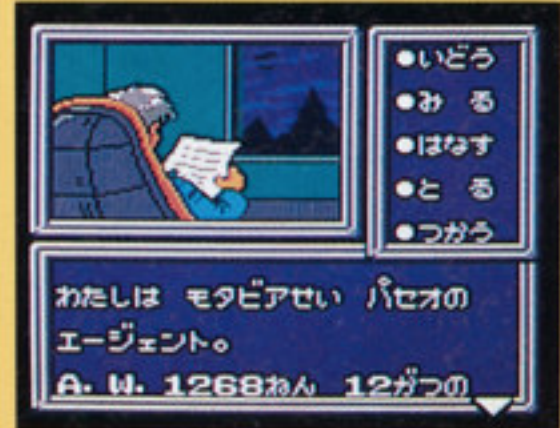 ●いどう
●み る
●はなす
●と る
●つかう
わたしは モタビアせい パセオの
エージェント。
A. W. 1268ねん 12がつの